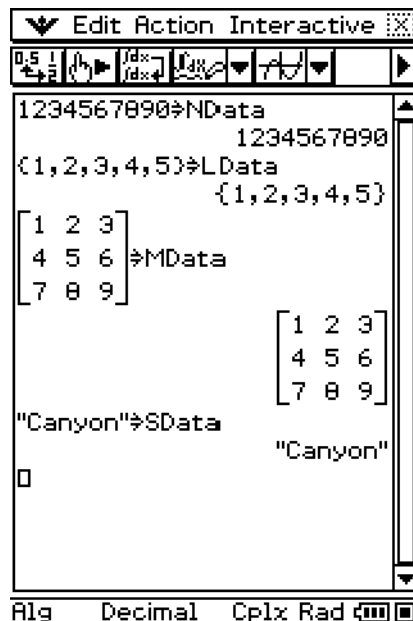 Edit Action Interactive
1234567890⇒NData
1234567890
{1,2,3,4,5}⇒LData
{1,2,3,4,5}
[1 2 3
4 5 6
7 8 9]⇒MData
[1 2 3
4 5 6
7 8 9]
"Canyon"⇒SData
"Canyon"
Alg Decimal Cplx Rad